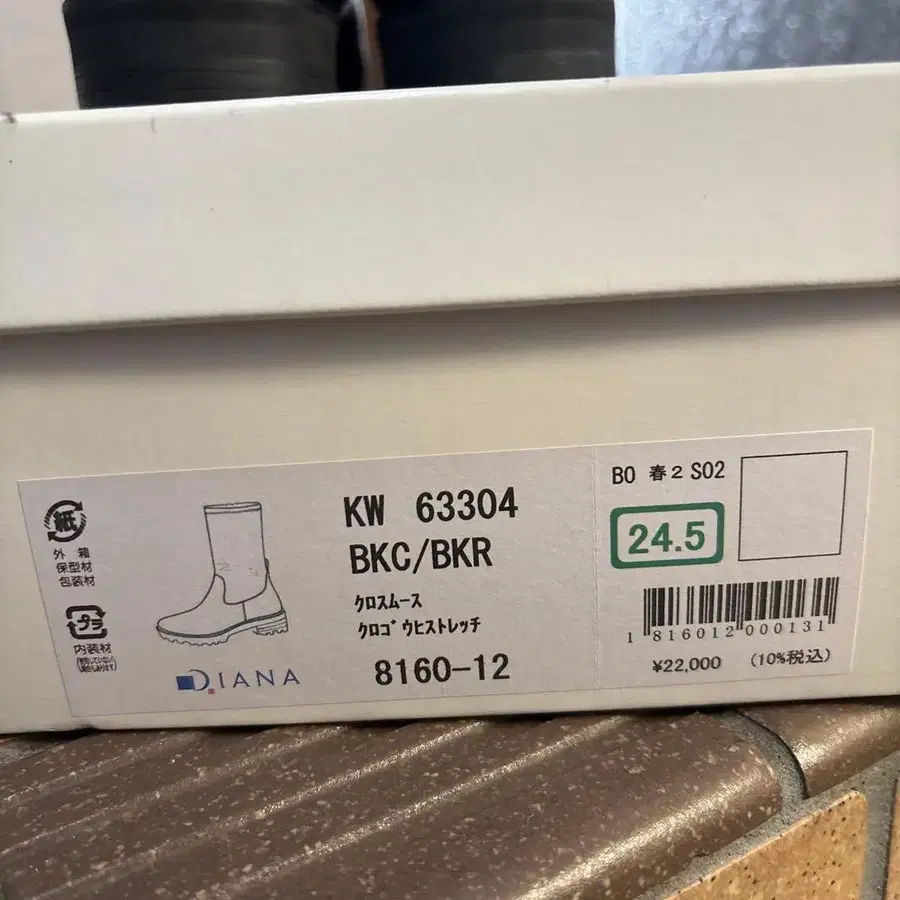 紙
外 箱
保型材
包装材
プラ
内装材
DIANA
KW 63304
BKC/BKR
クロスムース
クロゴウヒストレッチ
8160-12
BO 春2 S02
24.5
1 816012 000131
¥22,000 (10%税込)